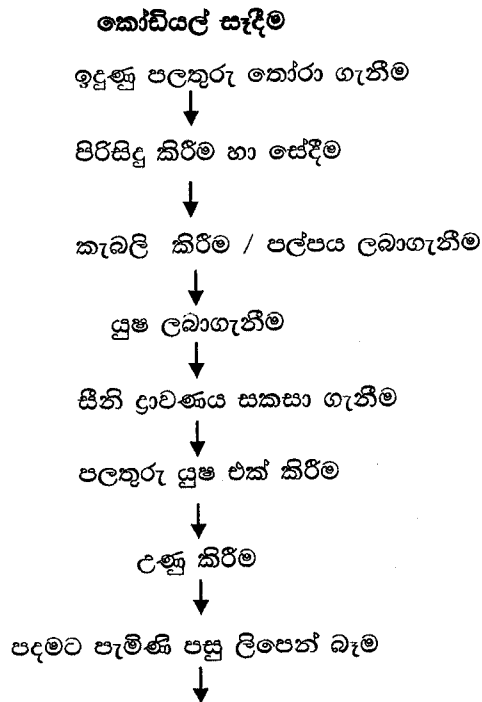 කෝඩියල් සෑදීම
ඉදුණු පලතුරු තෝරා ගැනීම
පිරිසිදු කිරීම හා සේදීම
කැබලි කිරීම / පල්පය ලබාගැනීම
යුෂ ලබාගැනීම
සීනි ද්‍රාවණය සකසා ගැනීම
පලතුරු යුෂ එක් කිරීම
උණු කිරීම
පදමට පැමිණි පසු ලිපෙන් බෑම